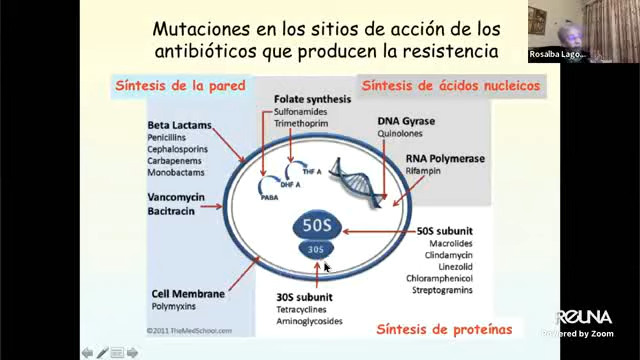 Mutaciones en los sitios de acción de los
antibióticos que producen la resistencia
Rosalba Lago...
Síntesis de la pared
Síntesis de ácidos nucleicos
Folate synthesis
Sulfonamides
Trimethoprim
Beta Lactams
Penicillins
Cephalosporins
Carbapenems
Monobactams
DNA Gyrase
Quinolones
RNA Polymerase
Rifampin
THF A
DHF A
PABA
Vancomycin
Bacitracin
50S
30S
50S subunit
Macrolides
Clindamycin
Linezolid
Chloramphenicol
Streptogramins
Cell Membrane
Polymyxins
30S subunit
Tetracyclines
Aminoglycosides
©2011 TheMedSchool.com
Síntesis de proteínas
REUNA
Powered by Zoom